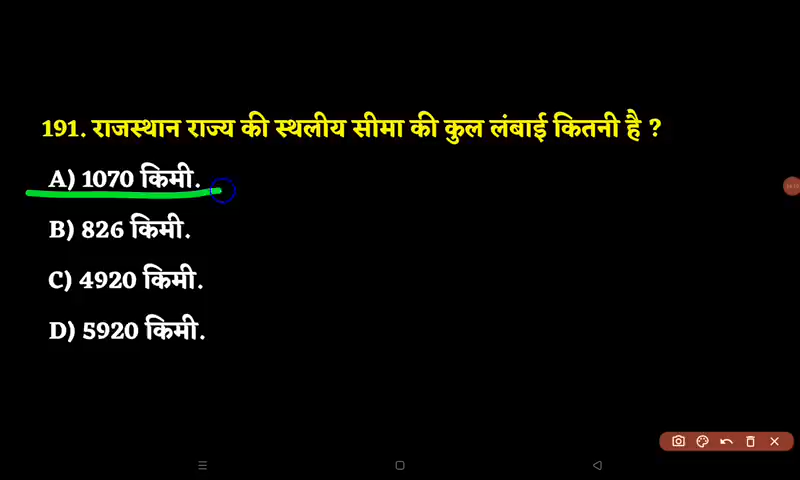 191. राजस्थान राज्य की स्थलीय सीमा की कुल लंबाई कितनी है ?
A) 1070 किमी.
B) 826 किमी.
C) 4920 किमी.
D) 5920 किमी.